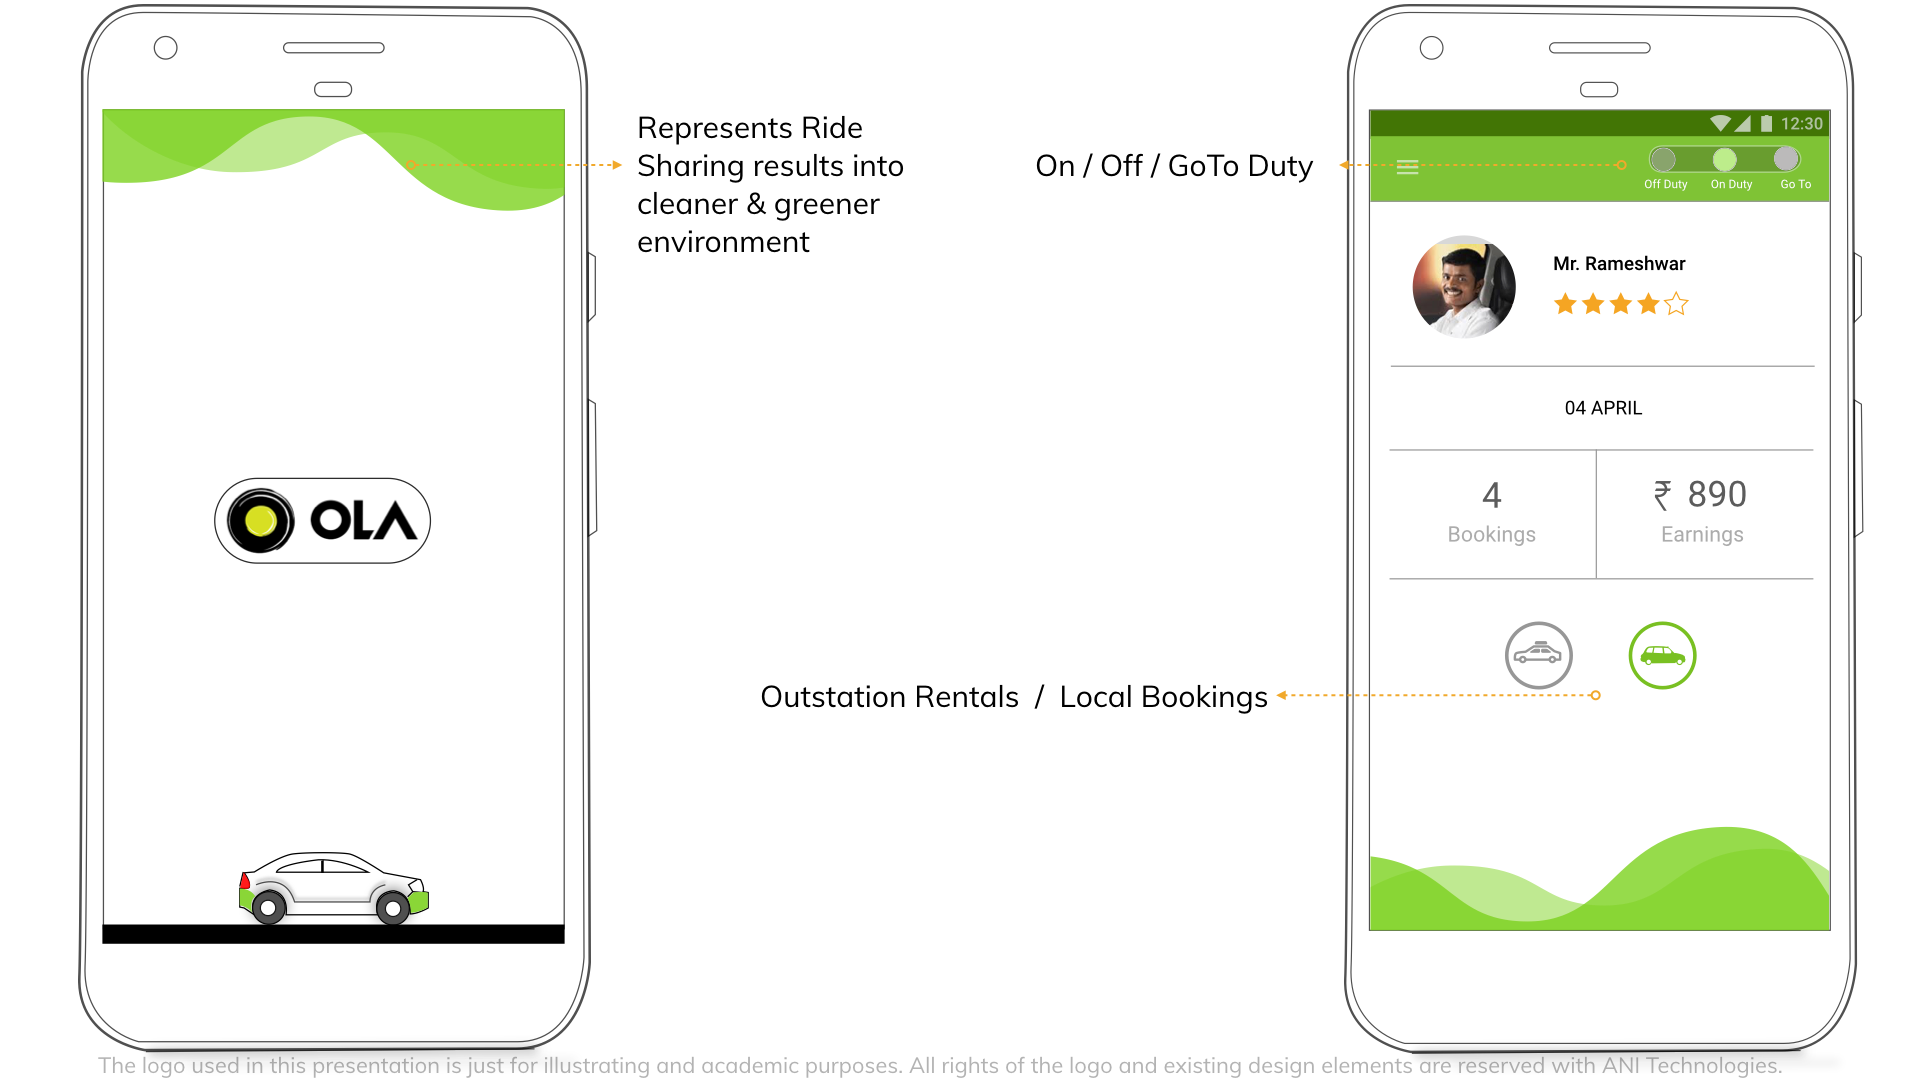 Represents Ride
Sharing results into
cleaner & greener
environment
OLA
On / Off / GoTo Duty
12:30
Off Duty On Duty Go To
Mr. Rameshwar
04 APRIL
4
Bookings
₹ 890
Earnings
Outstation Rentals / Local Bookings
The logo used in this presentation is just for illustrating and academic purposes. All rights of the logo and existing design elements are reserved with ANI Technologies.